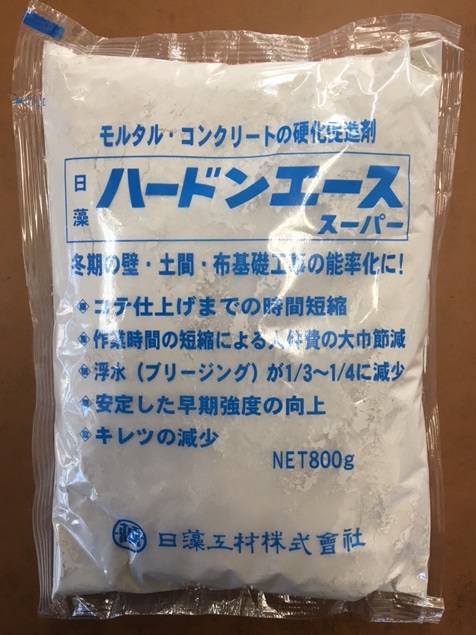 モルタル・コンクリートの硬化促進剤
日藻 ハードンエース
スーパー
冬期の壁・土間・布基礎工事の能率化に!
コテ仕上げまでの時間短縮
作業時間の短縮による人件費の大巾節減
浮水(ブリージング)が1/3〜1/4に減少
安定した早期強度の向上
キレツの減少
NET800g
日藻工材株式會社